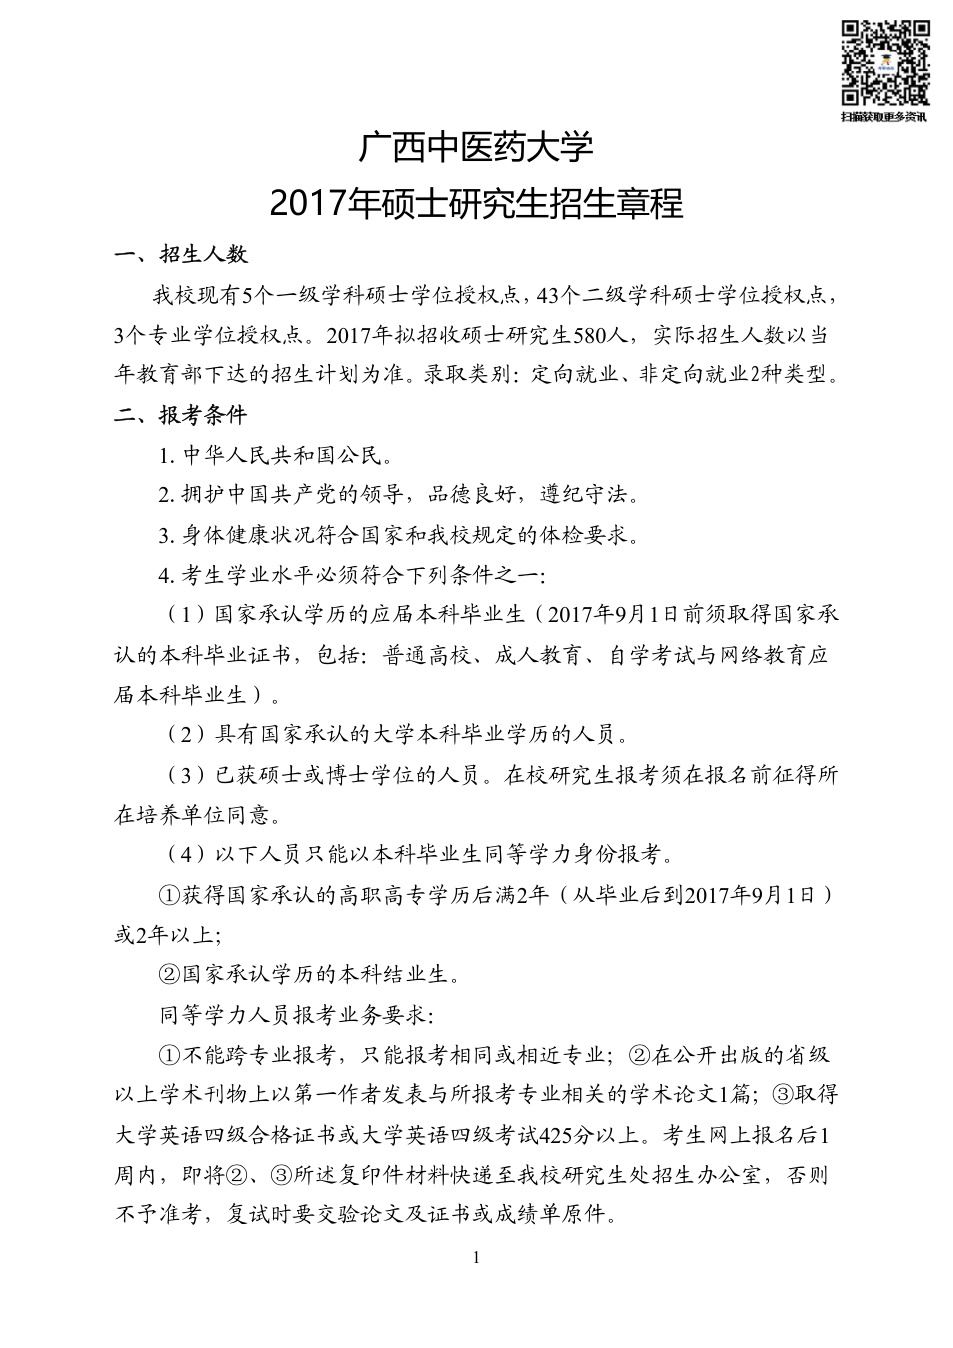 扫描获取更多资讯
广西中医药大学
2017年硕士研究生招生章程
一、招生人数
我校现有5个一级学科硕士学位授权点，43个二级学科硕士学位授权点，
3个专业学位授权点。2017年拟招收硕士研究生580人，实际招生人数以当
年教育部下达的招生计划为准。录取类别：定向就业、非定向就业2种类型。
二、报考条件
1. 中华人民共和国公民。
2. 拥护中国共产党的领导，品德良好，遵纪守法。
3. 身体健康状况符合国家和我校规定的体检要求。
4. 考生学业水平必须符合下列条件之一：
（1）国家承认学历的应届本科毕业生（2017年9月1日前须取得国家承
认的本科毕业证书，包括：普通高校、成人教育、自学考试与网络教育应
届本科毕业生）。
（2）具有国家承认的大学本科毕业学历的人员。
（3）已获硕士或博士学位的人员。在校研究生报考须在报名前征得所
在培养单位同意。
（4）以下人员只能以本科毕业生同等学力身份报考。
①获得国家承认的高职高专学历后满2年（从毕业后到2017年9月1日）
或2年以上；
②国家承认学历的本科结业生。
同等学力人员报考业务要求：
①不能跨专业报考，只能报考相同或相近专业；②在公开出版的省级
以上学术刊物上以第一作者发表与所报考专业相关的学术论文1篇；③取得
大学英语四级合格证书或大学英语四级考试425分以上。考生网上报名后1
周内，即将②、③所述复印件材料快递至我校研究生处招生办公室，否则
不予准考，复试时要交验论文及证书或成绩单原件。
1